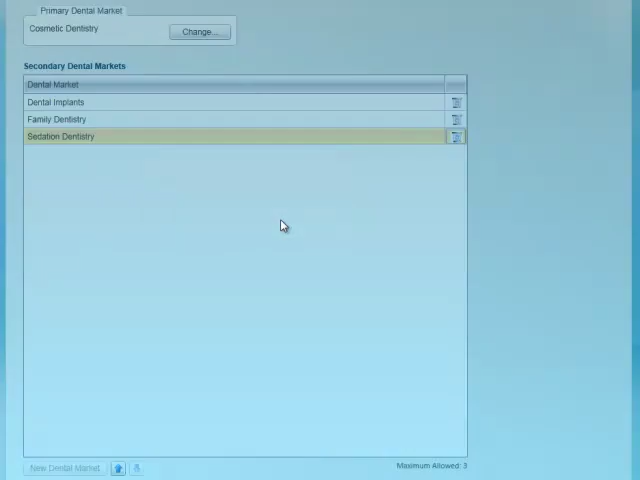 Primary Dental Market
Cosmetic Dentistry
Change...
Secondary Dental Markets
Dental Market
Dental Implants
Family Dentistry
Sedation Dentistry
New Dental Market
Maximum Allowed: 3